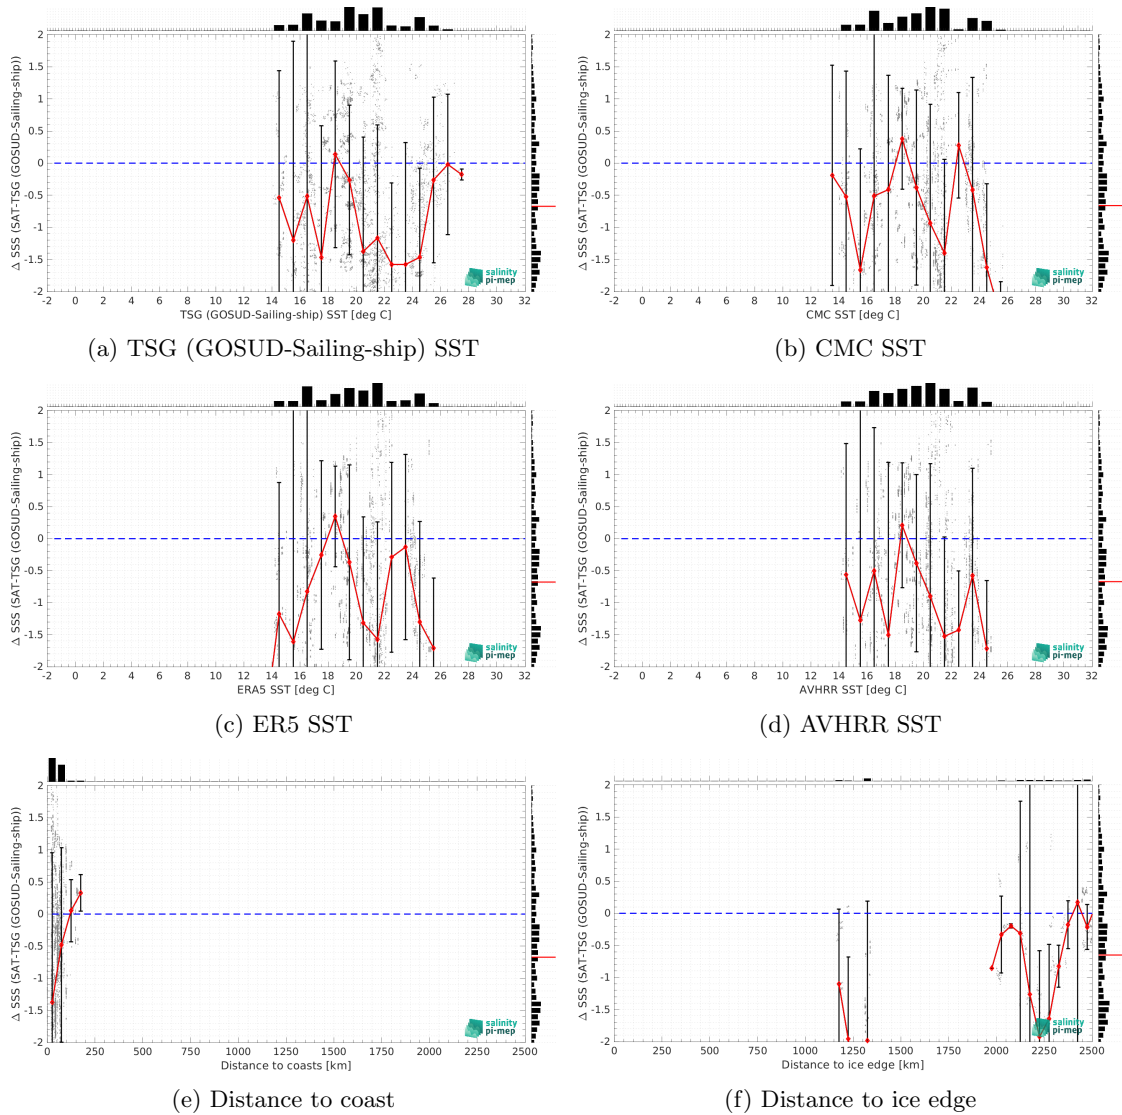 Δ SSS (SAT-TSG (GOSUD-Sailing-ship))
2
1.5
1
0.5
0
-0.5
-1
-1.5
-2
salinity
pi-mep
-2 0 2 4 6 8 10 12 14 16 18 20 22 24 26 28 30 32
TSG (GOSUD-Sailing-ship) SST [deg C]
(a) TSG (GOSUD-Sailing-ship) SST
Δ SSS (SAT-TSG (GOSUD-Sailing-ship))
2
1.5
1
0.5
0
-0.5
-1
-1.5
-2
salinity
pi-mep
-2 0 2 4 6 8 10 12 14 16 18 20 22 24 26 28 30 32
CMC SST [deg C]
(b) CMC SST
Δ SSS (SAT-TSG (GOSUD-Sailing-ship))
2
1.5
1
0.5
0
-0.5
-1
-1.5
-2
salinity
pi-mep
-2 0 2 4 6 8 10 12 14 16 18 20 22 24 26 28 30 32
ERA5 SST [deg C]
(c) ER5 SST
Δ SSS (SAT-TSG (GOSUD-Sailing-ship))
2
1.5
1
0.5
0
-0.5
-1
-1.5
-2
salinity
pi-mep
-2 0 2 4 6 8 10 12 14 16 18 20 22 24 26 28 30 32
AVHRR SST [deg C]
(d) AVHRR SST
Δ SSS (SAT-TSG (GOSUD-Sailing-ship))
2
1.5
1
0.5
0
-0.5
-1
-1.5
-2
salinity
pi-mep
0 250 500 750 1000 1250 1500 1750 2000 2250 2500
Distance to coasts [km]
(e) Distance to coast
Δ SSS (SAT-TSG (GOSUD-Sailing-ship))
2
1.5
1
0.5
0
-0.5
-1
-1.5
-2
salinity
pi-mep
0 250 500 750 1000 1250 1500 1750 2000 2250 2500
Distance to ice edge [km]
(f) Distance to ice edge